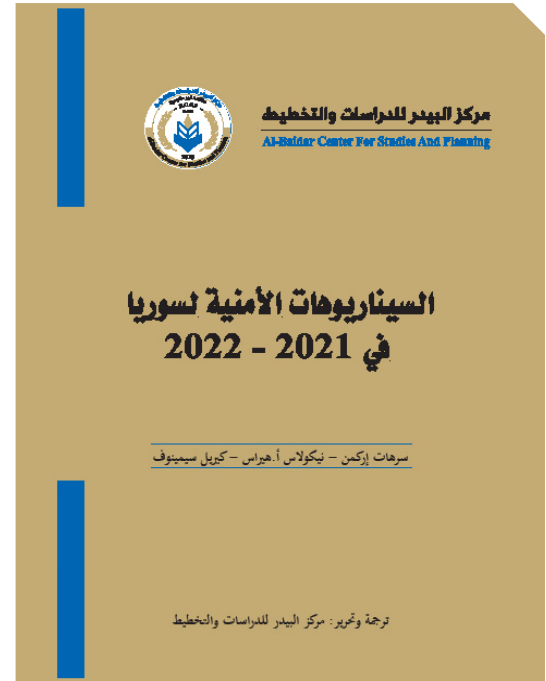 مركز البيدر للدراسات والتخطيط
Al-Baidar Center For Studies And Planning
السيناريوهات الأمنية لسوريا
في 2021 - 2022
سرهات إركمن - نيكولاس أ.هيراس - كيريل سيمينوف
ترجمة وتحرير: مركز البيدر للدراسات والتخطيط